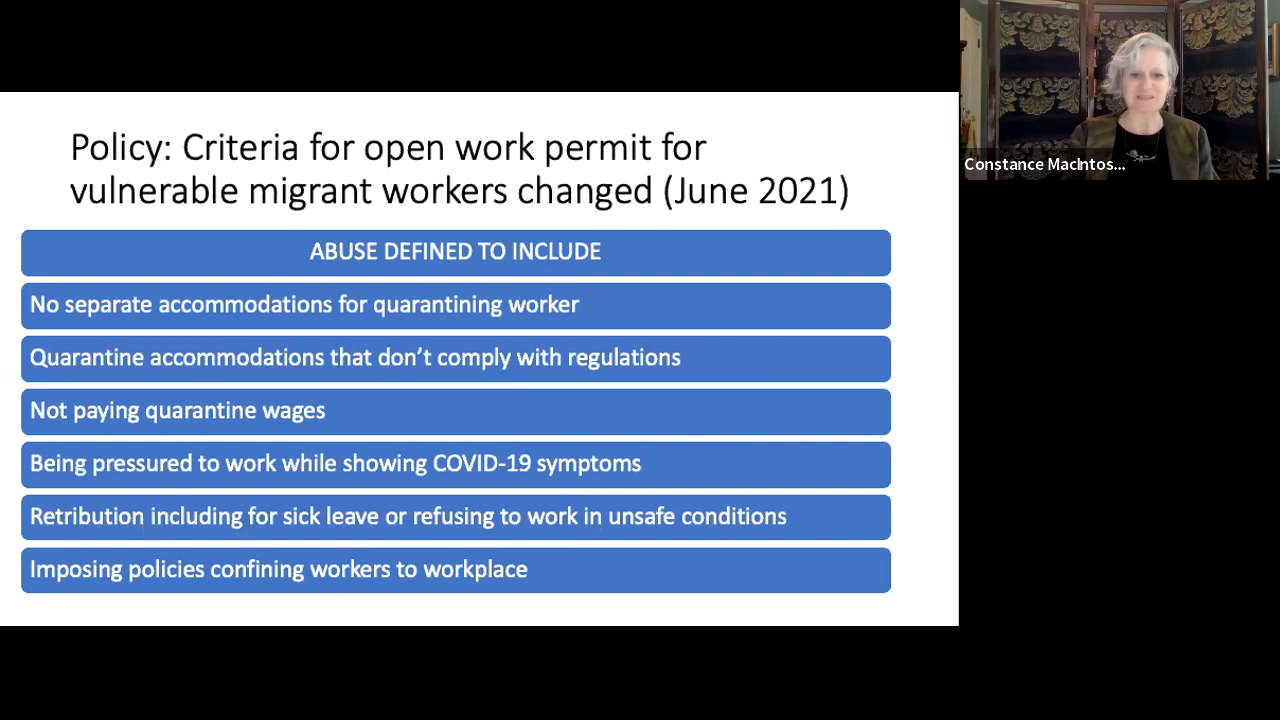 Policy: Criteria for open work permit for
vulnerable migrant workers changed (June 2021)
ABUSE DEFINED TO INCLUDE
No separate accommodations for quarantining worker
Quarantine accommodations that don’t comply with regulations
Not paying quarantine wages
Being pressured to work while showing COVID-19 symptoms
Retribution including for sick leave or refusing to work in unsafe conditions
Imposing policies confining workers to workplace
Constance MacIntos...